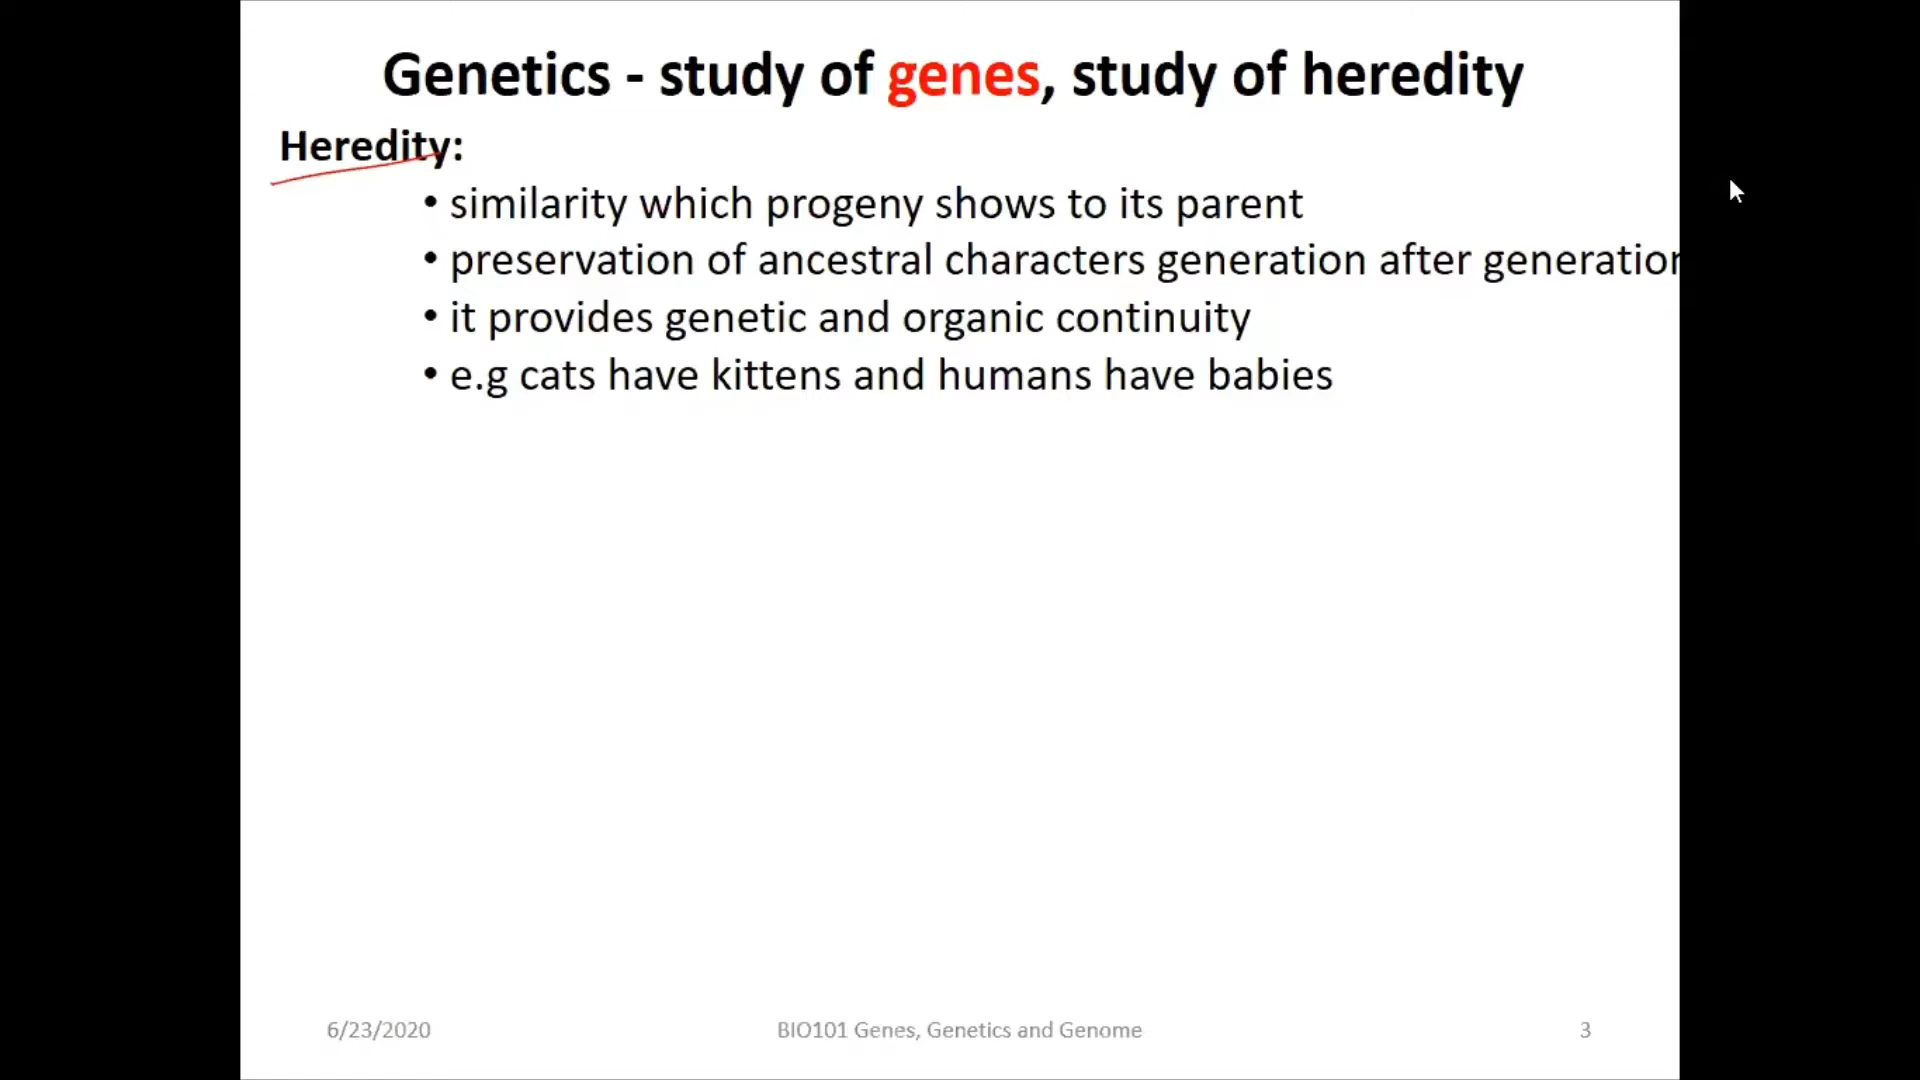 Genetics - study of genes, study of heredity
Heredity:
• similarity which progeny shows to its parent
• preservation of ancestral characters generation after generation
• it provides genetic and organic continuity
• e.g cats have kittens and humans have babies
6/23/2020
BIO101 Genes, Genetics and Genome
3